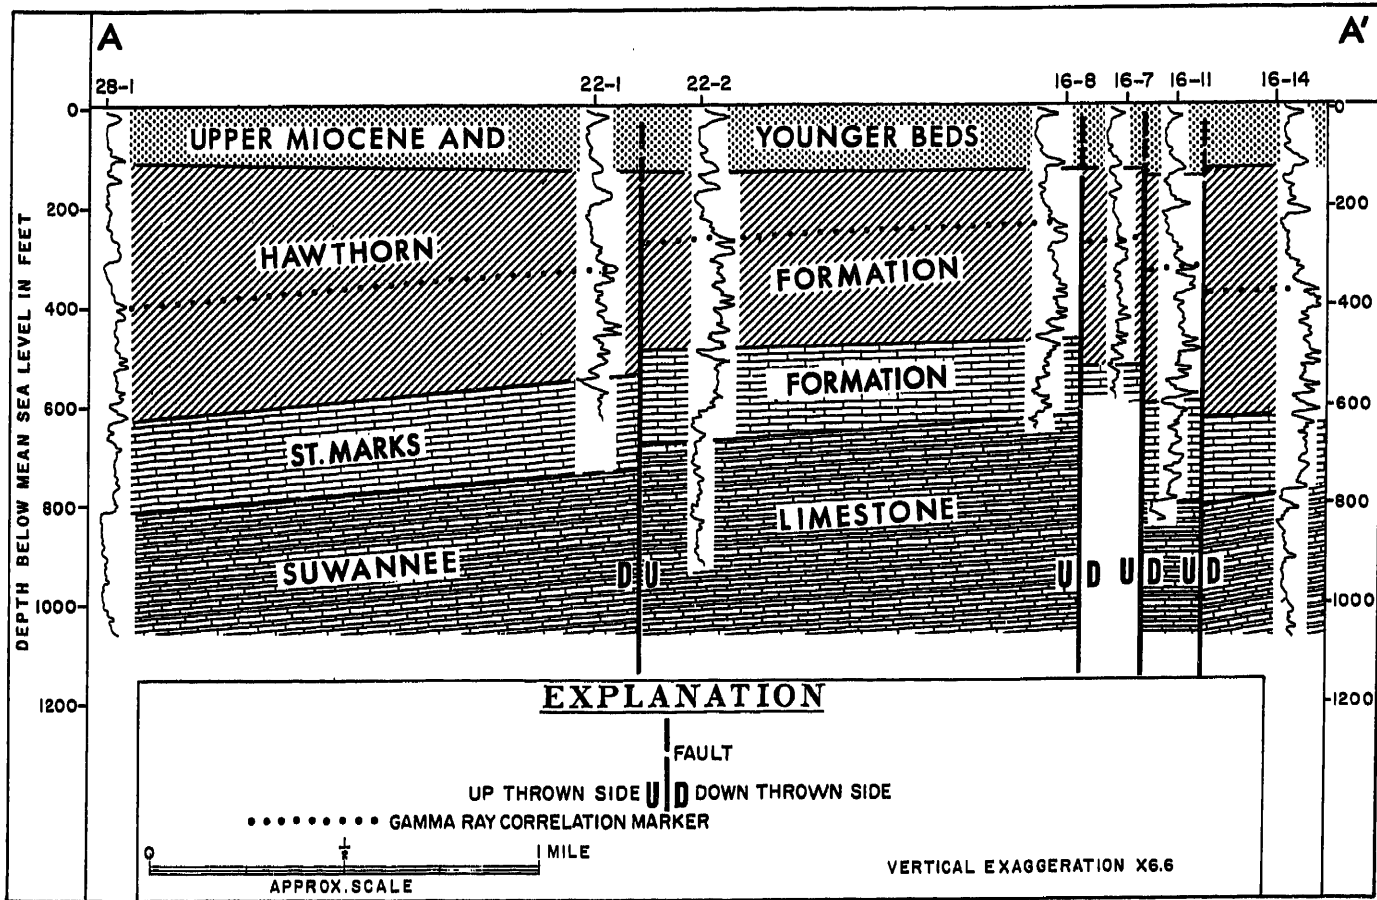 A A'
28-1 22-1 22-2 16-8 16-7 16-11 16-14
DEPTH BELOW MEAN SEA LEVEL IN FEET
0 0
200 200
400 400
600 600
800 800
1000 1000
1200 1200
UPPER MIOCENE AND YOUNGER BEDS
HAWTHORN FORMATION
ST. MARKS FORMATION
SUWANNEE LIMESTONE
D U U D U D U D
EXPLANATION
FAULT
UP THROWN SIDE U D DOWN THROWN SIDE
GAMMA RAY CORRELATION MARKER
0 1 MILE
APPROX. SCALE
VERTICAL EXAGGERATION X6.6